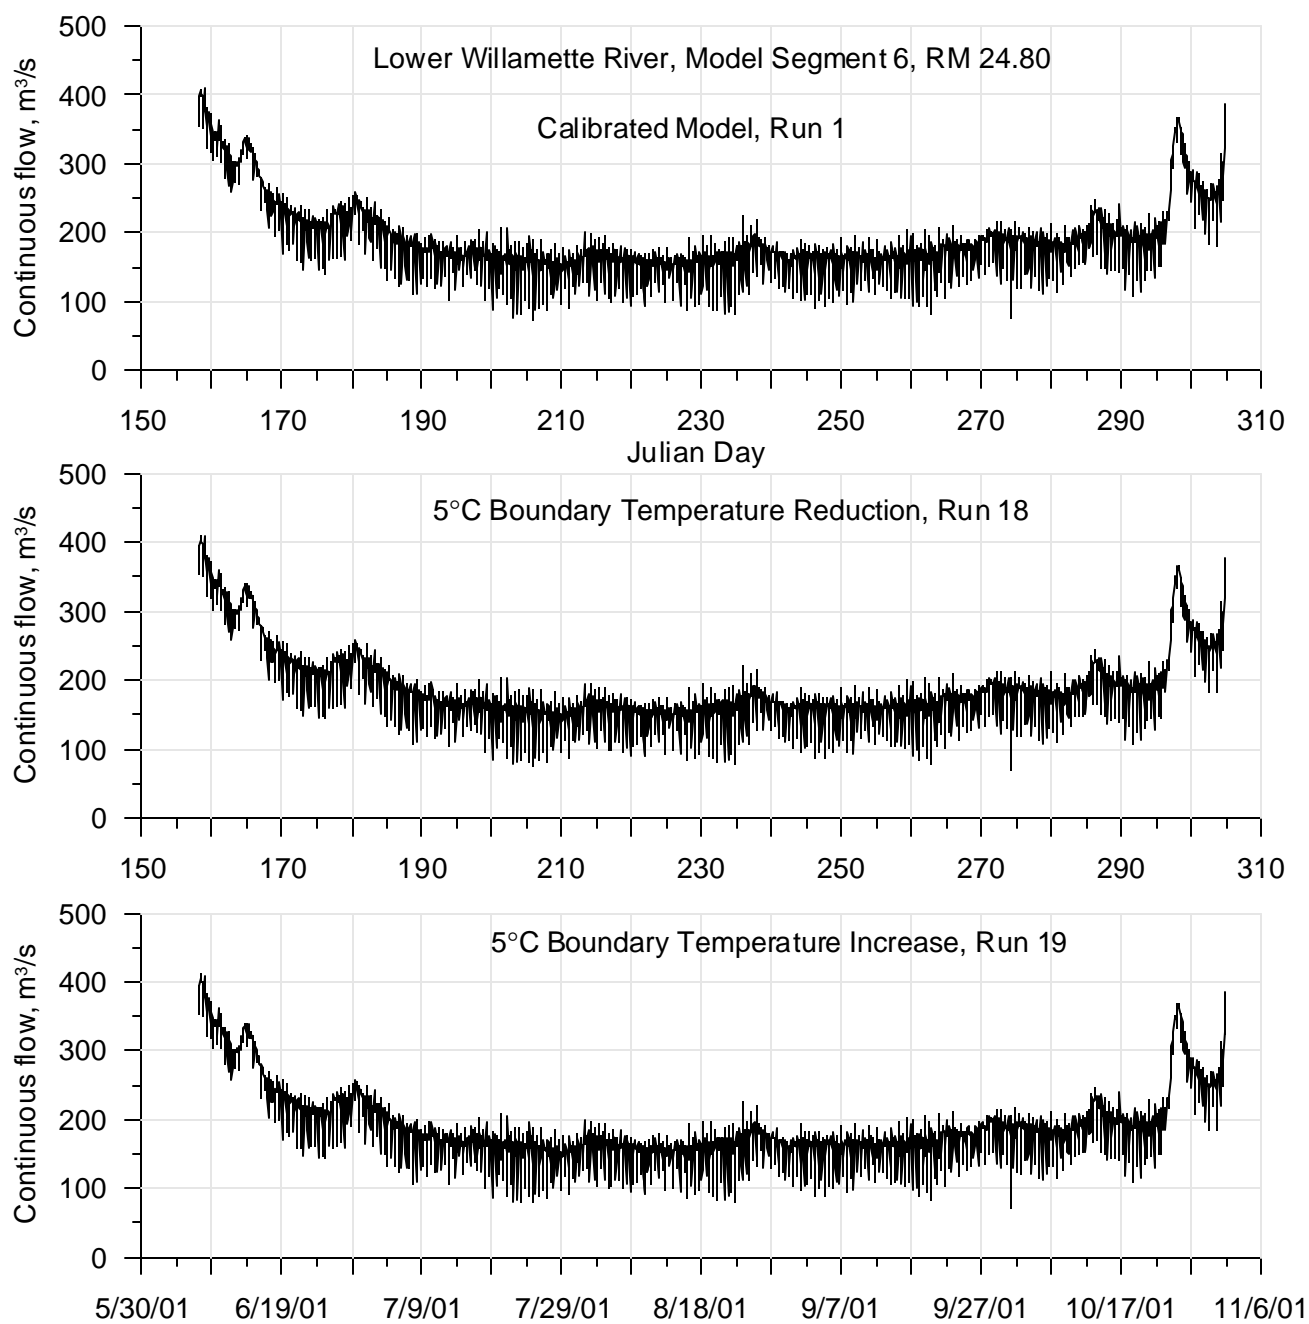 500
Lower Willamette River, Model Segment 6, RM 24.80
400
Calibrated Model, Run 1
300
200
100
0
Continuous flow, m³/s
150 170 190 210 230 250 270 290 310
Julian Day
500
5°C Boundary Temperature Reduction, Run 18
400
300
200
100
0
Continuous flow, m³/s
150 170 190 210 230 250 270 290 310
500
5°C Boundary Temperature Increase, Run 19
400
300
200
100
0
Continuous flow, m³/s
5/30/01 6/19/01 7/9/01 7/29/01 8/18/01 9/7/01 9/27/01 10/17/01 11/6/01